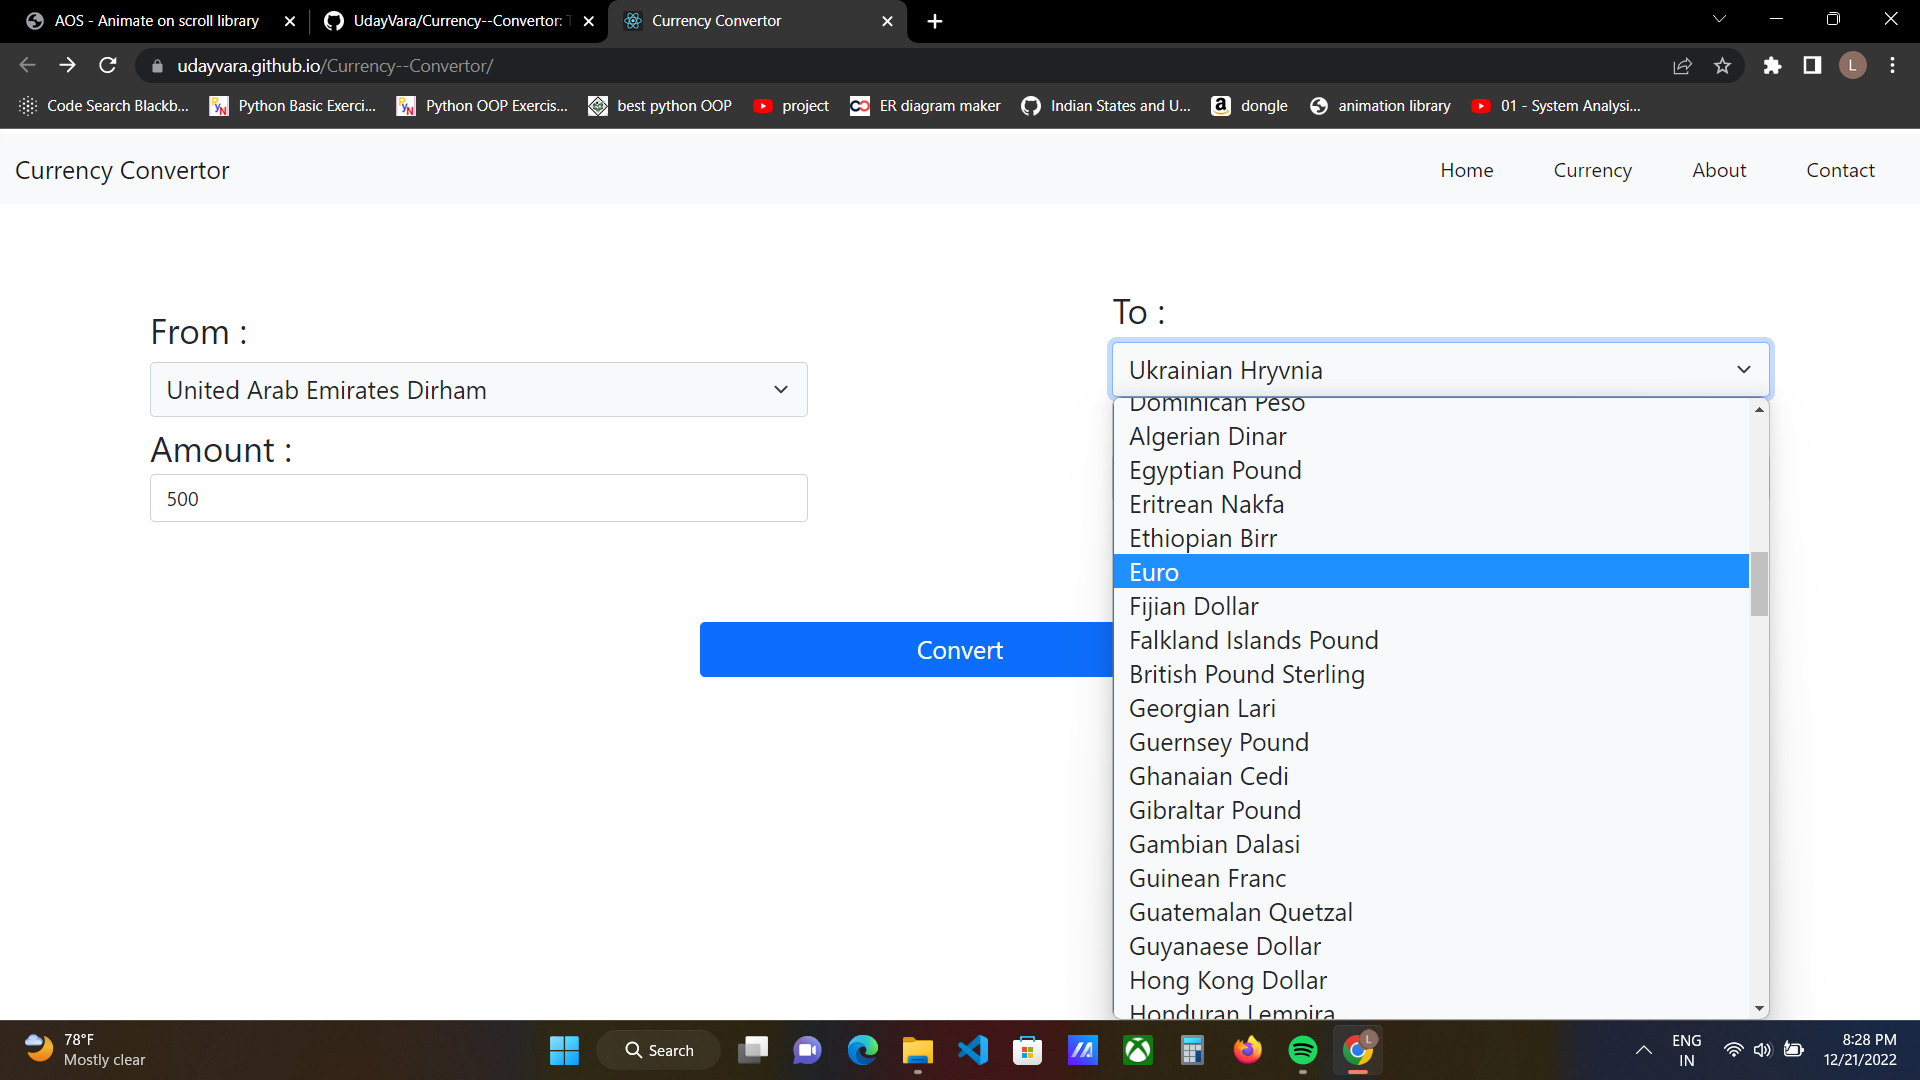 AOS - Animate on scroll library
UdayVara/Currency--Convertor:
Currency Convertor
udayvara.github.io/Currency--Convertor/
L
Code Search Blackb...
Python Basic Exerci...
Python OOP Exercis...
best python OOP
project
ER diagram maker
Indian States and U...
dongle
animation library
01 - System Analysi...
Currency Convertor
Home
Currency
About
Contact
From :
United Arab Emirates Dirham
Amount :
500
Convert
To :
Ukrainian Hryvnia
Dominican Peso
Algerian Dinar
Egyptian Pound
Eritrean Nakfa
Ethiopian Birr
Euro
Fijian Dollar
Falkland Islands Pound
British Pound Sterling
Georgian Lari
Guernsey Pound
Ghanaian Cedi
Gibraltar Pound
Gambian Dalasi
Guinean Franc
Guatemalan Quetzal
Guyanaese Dollar
Hong Kong Dollar
Honduran Lempira
78°F
Mostly clear
Search
L
ENG
IN
8:28 PM
12/21/2022